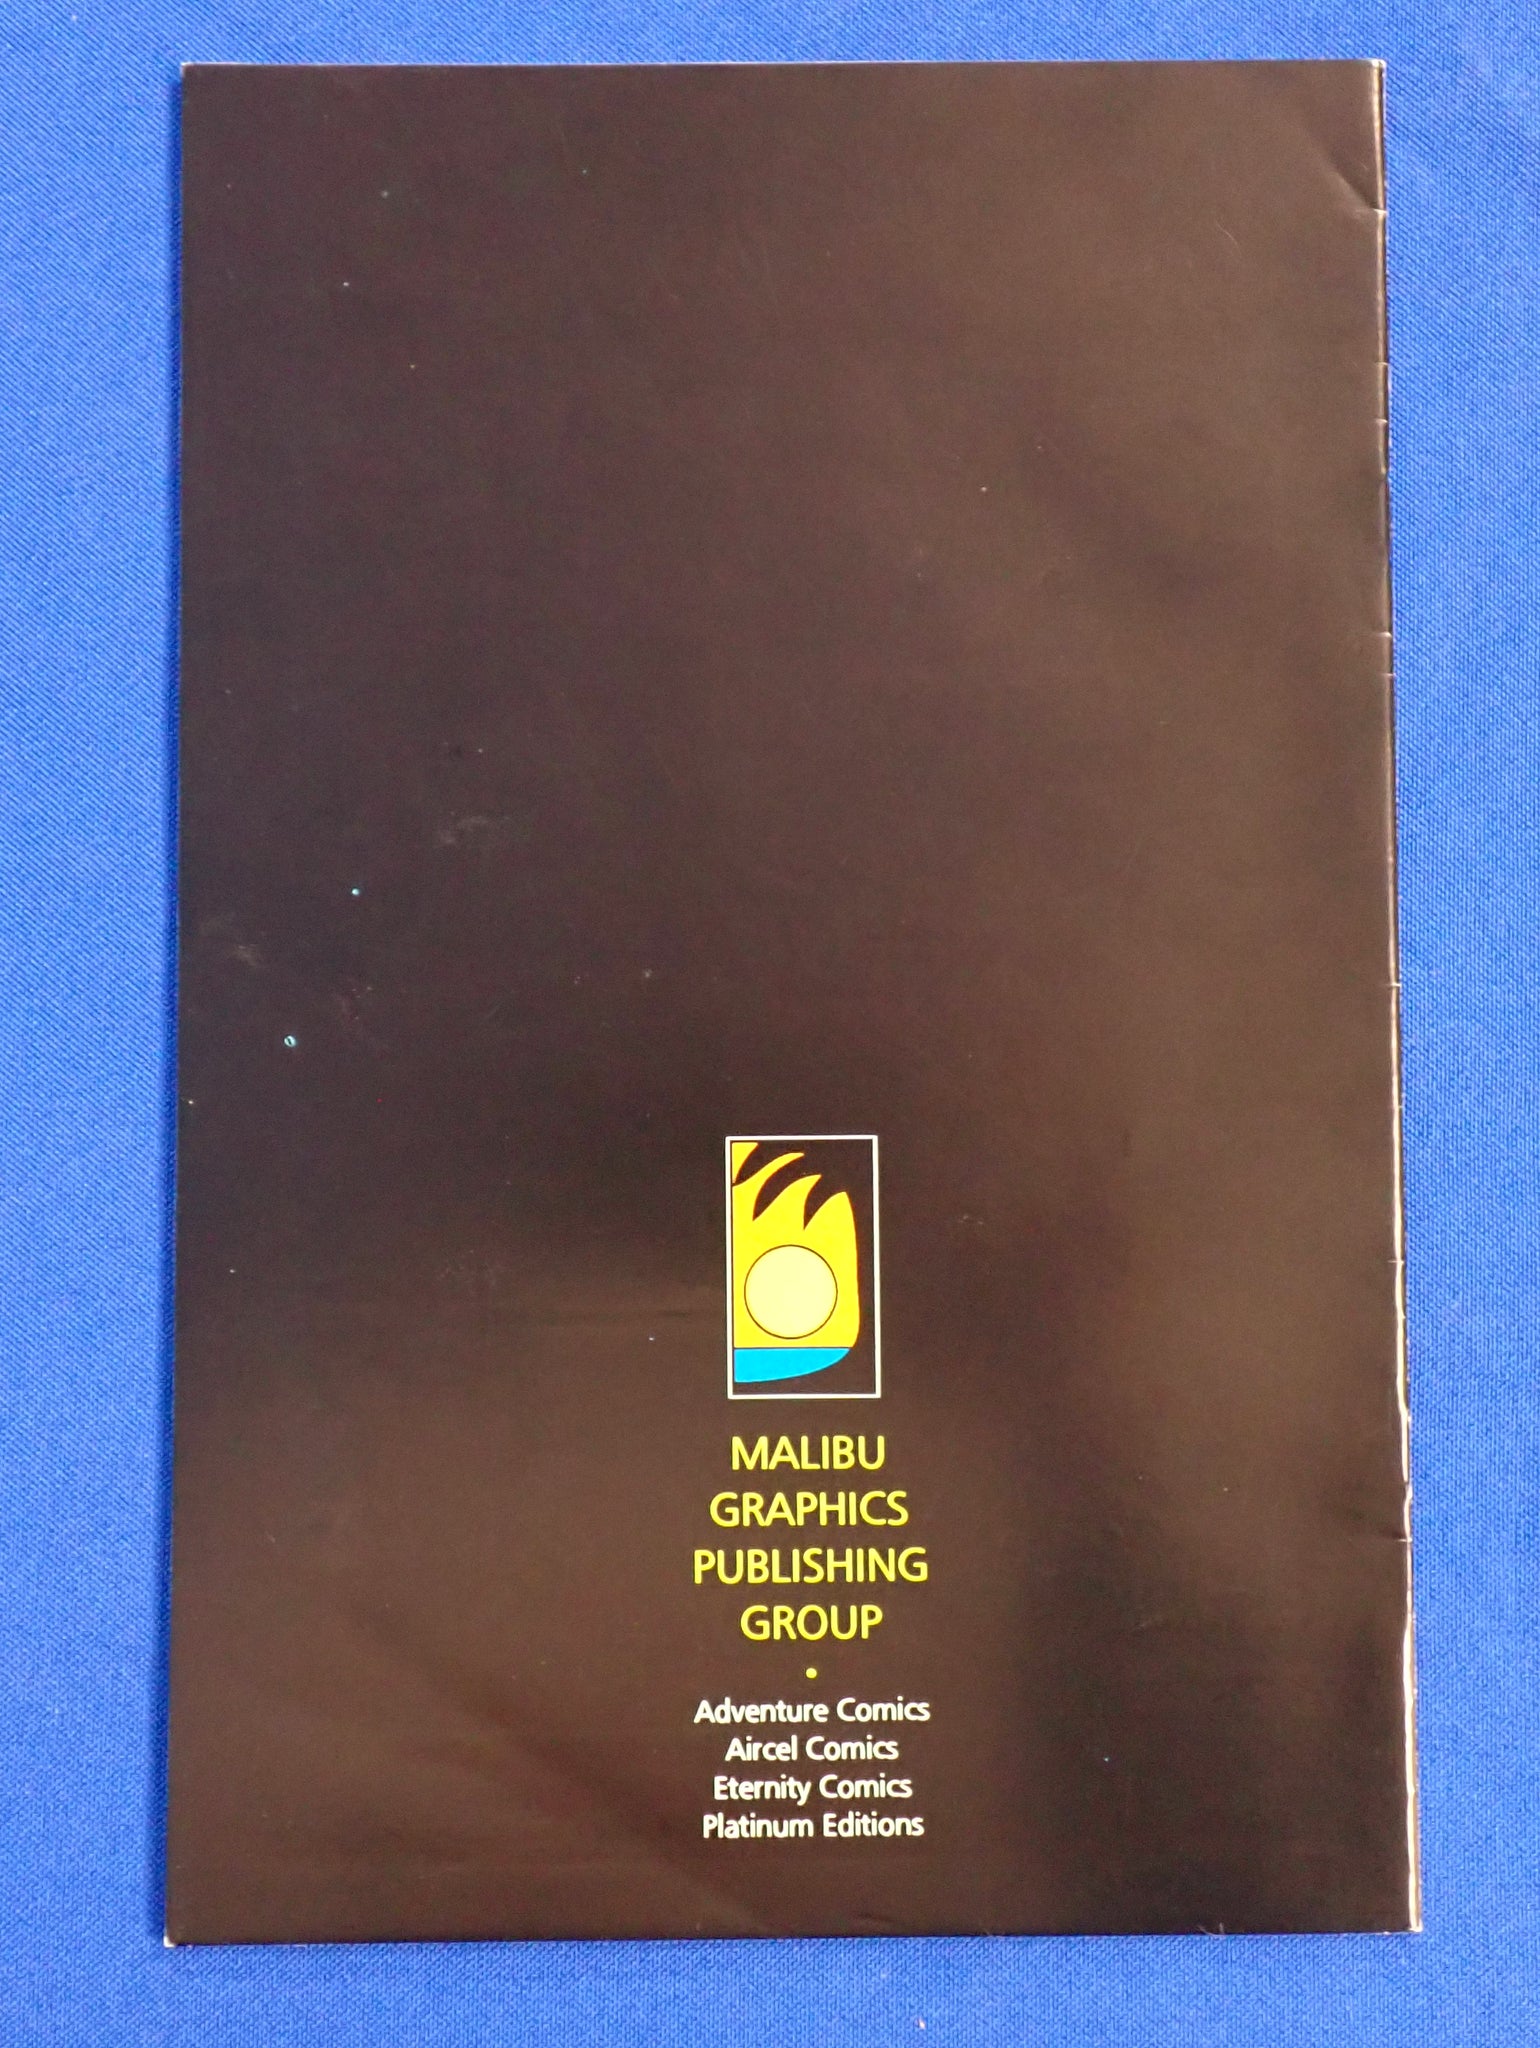 MALIBU
GRAPHICS
PUBLISHING
GROUP
•
Adventure Comics
Aircel Comics
Eternity Comics
Platinum Editions